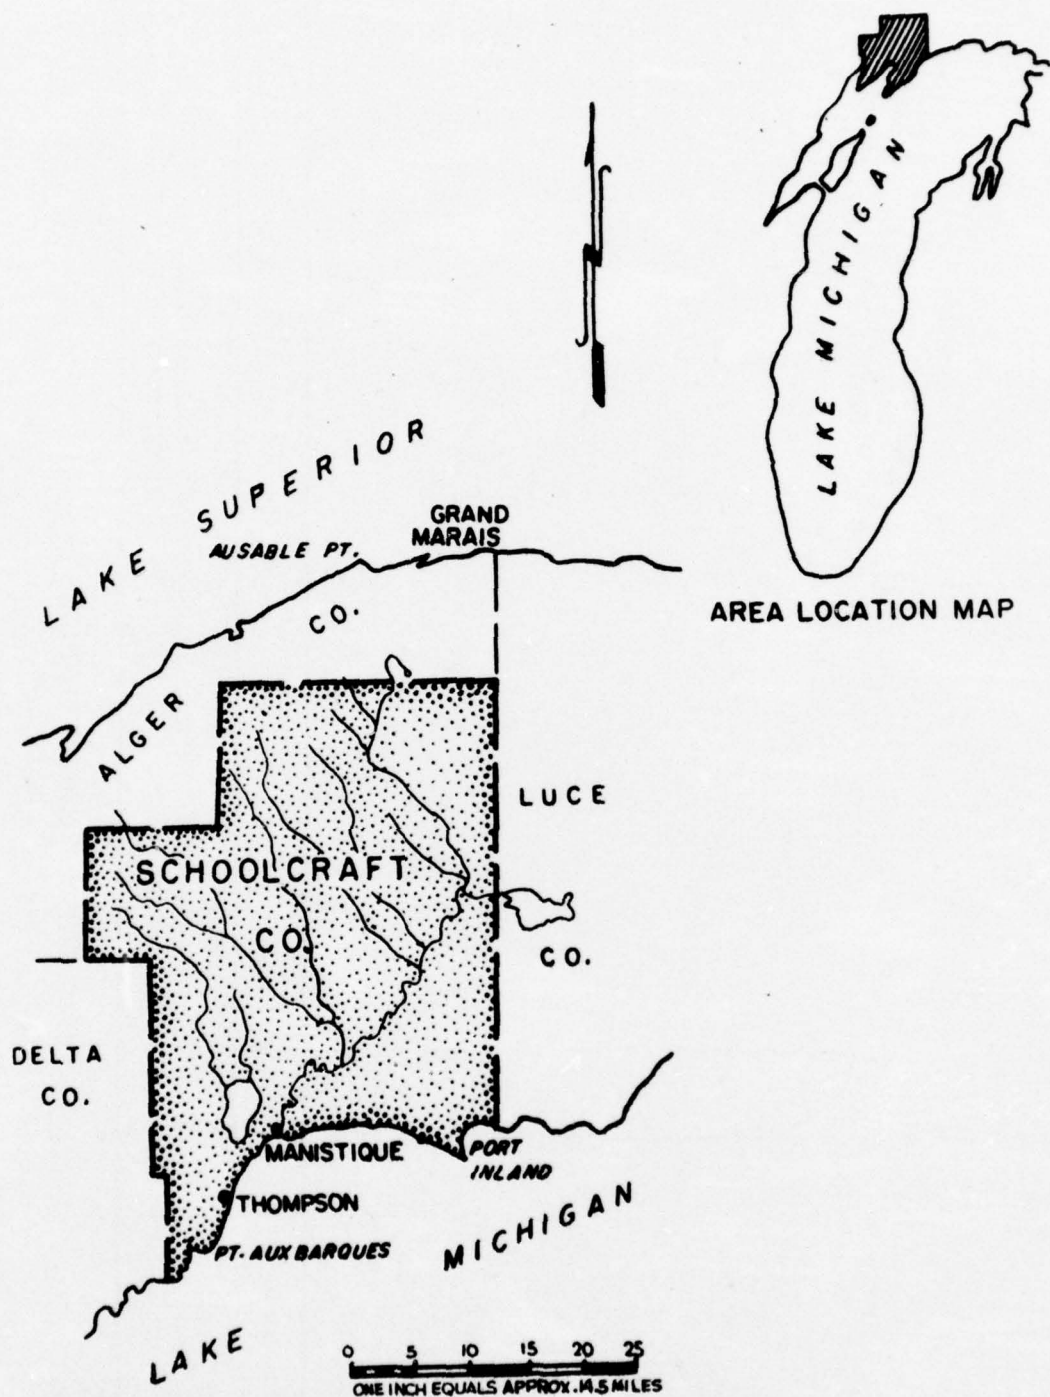 LAKE MICHIGAN
AREA LOCATION MAP
LAKE SUPERIOR
GRAND
MARAIS
AUSABLE PT.
ALGER CO.
LUCE
CO.
SCHOOLCRAFT
CO.
DELTA
CO.
MANISTIQUE
PORT
INLAND
THOMPSON
PT. AUX BARQUES
LAKE MICHIGAN
0 5 10 15 20 25
ONE INCH EQUALS APPROX. 14.5 MILES